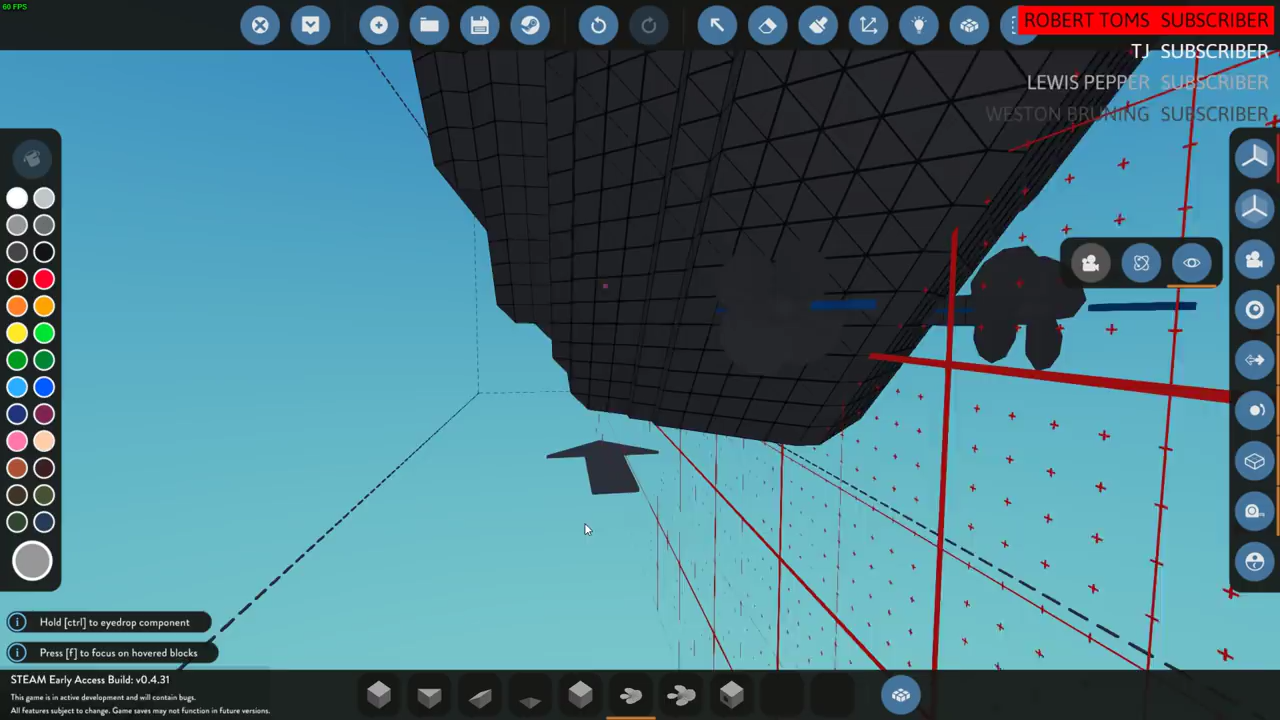 60 FPS
ROBERT TOMS SUBSCRIBER
TJ SUBSCRIBER
LEWIS PEPPER SUBSCRIBER
WESTON BRUNING SUBSCRIBER
Hold [ctrl] to eyedrop component
Press [f] to focus on hovered blocks
STEAM Early Access Build: v0.4.31
This game is in active development and will contain bugs.
All features subject to change. Game saves may not function in future versions.